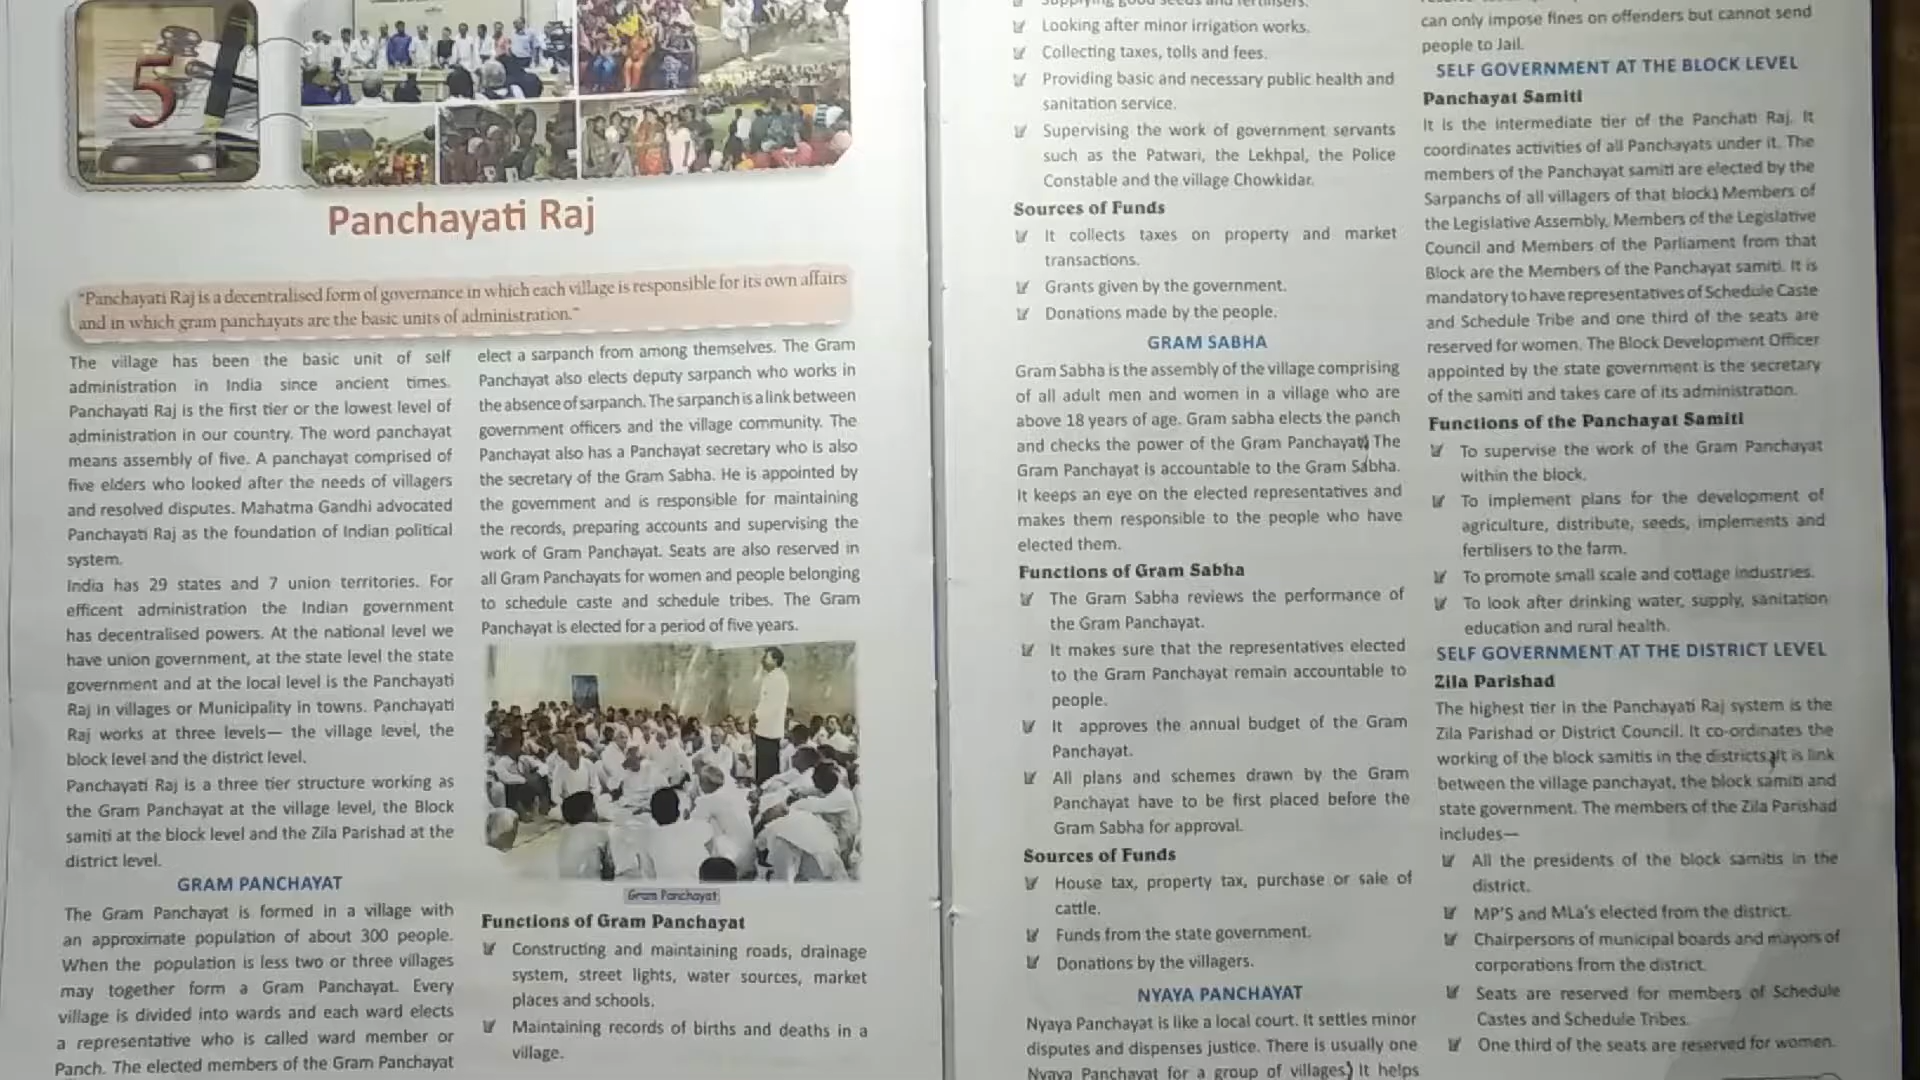 5
Panchayati Raj
"Panchayati Raj is a decentralised form of governance in which each village is responsible for its own affairs
and in which gram panchayats are the basic units of administration."
The village has been the basic unit of self
administration in India since ancient times.
Panchayati Raj is the first tier or the lowest level of
administration in our country. The word panchayat
means assembly of five. A panchayat comprised of
five elders who looked after the needs of villagers
and resolved disputes. Mahatma Gandhi advocated
Panchayati Raj as the foundation of Indian political
system.
India has 29 states and 7 union territories. For
efficent administration the Indian government
has decentralised powers. At the national level we
have union government, at the state level the state
government and at the local level is the Panchayati
Raj in villages or Municipality in towns. Panchayati
Raj works at three levels— the village level, the
block level and the district level.
Panchayati Raj is a three tier structure working as
the Gram Panchayat at the village level, the Block
samiti at the block level and the Zila Parishad at the
district level.
GRAM PANCHAYAT
The Gram Panchayat is formed in a village with
an approximate population of about 300 people.
When the population is less two or three villages
may together form a Gram Panchayat. Every
village is divided into wards and each ward elects
a representative who is called ward member or
Panch. The elected members of the Gram Panchayat
elect a sarpanch from among themselves. The Gram
Panchayat also elects deputy sarpanch who works in
the absence of sarpanch. The sarpanch is a link between
government officers and the village community. The
Panchayat also has a Panchayat secretary who is also
the secretary of the Gram Sabha. He is appointed by
the government and is responsible for maintaining
the records, preparing accounts and supervising the
work of Gram Panchayat. Seats are also reserved in
all Gram Panchayats for women and people belonging
to schedule caste and schedule tribes. The Gram
Panchayat is elected for a period of five years.
Gram Panchayat
Functions of Gram Panchayat
Constructing and maintaining roads, drainage
system, street lights, water sources, market
places and schools.
Maintaining records of births and deaths in a
village.
Supplying good seeds and fertilisers.
Looking after minor irrigation works.
Collecting taxes, tolls and fees.
Providing basic and necessary public health and
sanitation service.
Supervising the work of government servants
such as the Patwari, the Lekhpal, the Police
Constable and the village Chowkidar.
Sources of Funds
It collects taxes on property and market
transactions.
Grants given by the government.
Donations made by the people.
GRAM SABHA
Gram Sabha is the assembly of the village comprising
of all adult men and women in a village who are
above 18 years of age. Gram sabha elects the panch
and checks the power of the Gram Panchayat. The
Gram Panchayat is accountable to the Gram Sabha.
It keeps an eye on the elected representatives and
makes them responsible to the people who have
elected them.
Functions of Gram Sabha
The Gram Sabha reviews the performance of
the Gram Panchayat.
It makes sure that the representatives elected
to the Gram Panchayat remain accountable to
people.
It approves the annual budget of the Gram
Panchayat.
All plans and schemes drawn by the Gram
Panchayat have to be first placed before the
Gram Sabha for approval.
Sources of Funds
House tax, property tax, purchase or sale of
cattle.
Funds from the state government.
Donations by the villagers.
NYAYA PANCHAYAT
Nyaya Panchayat is like a local court. It settles minor
disputes and dispenses justice. There is usually one
Nyaya Panchayat for a group of villages. It helps
can only impose fines on offenders but cannot send
people to Jail.
SELF GOVERNMENT AT THE BLOCK LEVEL
Panchayat Samiti
It is the intermediate tier of the Panchati Raj. It
coordinates activities of all Panchayats under it. The
members of the Panchayat samiti are elected by the
Sarpanchs of all villagers of that block. Members of
the Legislative Assembly, Members of the Legislative
Council and Members of the Parliament from that
Block are the Members of the Panchayat samiti. It is
mandatory to have representatives of Schedule Caste
and Schedule Tribe and one third of the seats are
reserved for women. The Block Development Officer
appointed by the state government is the secretary
of the samiti and takes care of its administration.
Functions of the Panchayat Samiti
To supervise the work of the Gram Panchayat
within the block.
To implement plans for the development of
agriculture, distribute, seeds, implements and
fertilisers to the farm.
To promote small scale and cottage industries.
To look after drinking water, supply, sanitation
education and rural health.
SELF GOVERNMENT AT THE DISTRICT LEVEL
Zila Parishad
The highest tier in the Panchayati Raj system is the
Zila Parishad or District Council. It co-ordinates the
working of the block samitis in the districts. It is link
between the village panchayat, the block samiti and
state government. The members of the Zila Parishad
includes—
All the presidents of the block samitis in the
district.
MP'S and MLa's elected from the district.
Chairpersons of municipal boards and mayors of
corporations from the district.
Seats are reserved for members of Schedule
Castes and Schedule Tribes.
One third of the seats are reserved for women.